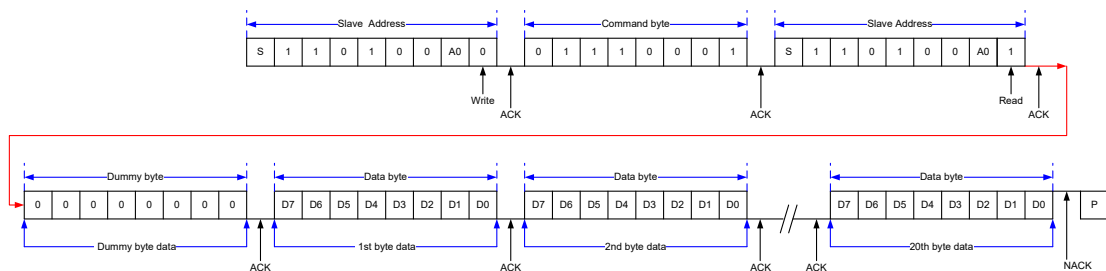 Slave Address Command byte Slave Address
S 1 1 0 1 0 0 A0 0 0 1 1 1 0 0 0 1 S 1 1 0 1 0 0 A0 1
Write Read
ACK ACK ACK
Dummy byte Data byte Data byte Data byte
0 0 0 0 0 0 0 0 D7 D6 D5 D4 D3 D2 D1 D0 D7 D6 D5 D4 D3 D2 D1 D0 D7 D6 D5 D4 D3 D2 D1 D0 P
Dummy byte data 1st byte data 2nd byte data 20th byte data
ACK ACK ACK ACK NACK